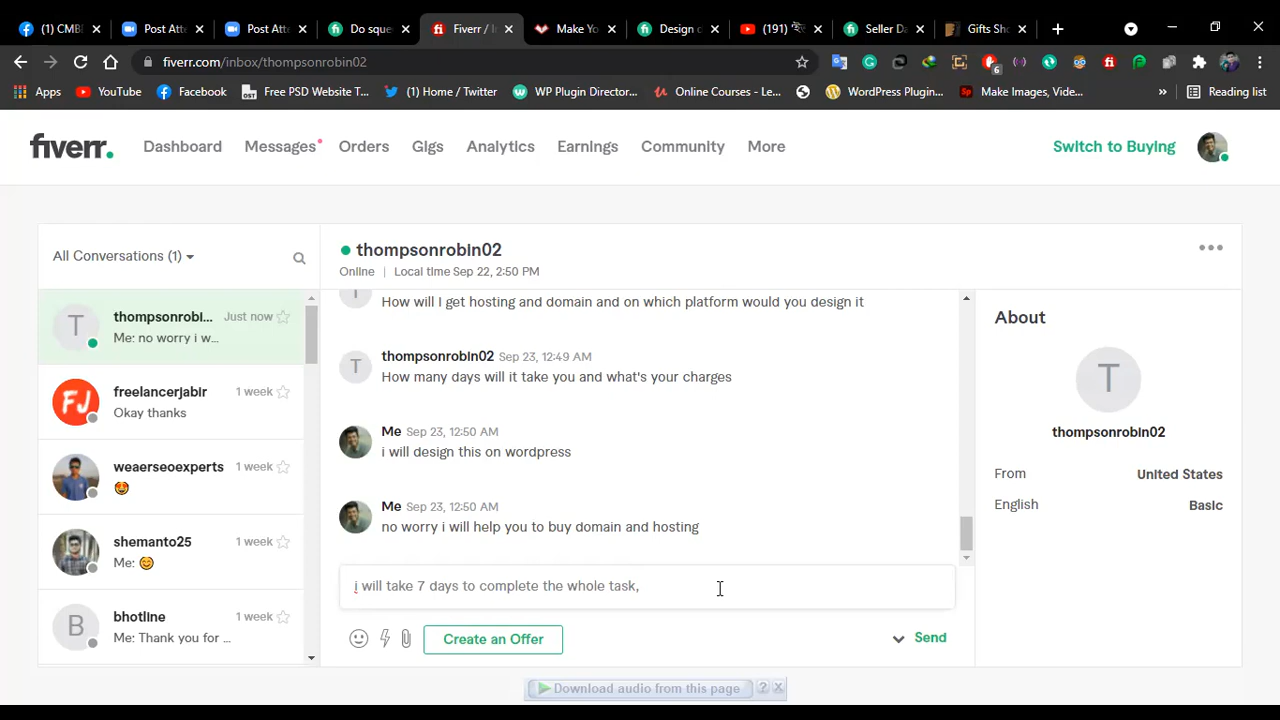 (1) CMBI
Post Atte
Post Atte
Do sque
Fiverr / I
Make Yo
Design c
(191)
Seller Da
Gifts Sho
fiverr.com/inbox/thompsonrobin02
6
Apps
YouTube
Facebook
Free PSD Website T...
(1) Home / Twitter
WP Plugin Director...
Online Courses - Le...
WordPress Plugin...
Make Images, Vide...
»
Reading list
fiverr.
Dashboard
Messages
Orders
Gigs
Analytics
Earnings
Community
More
Switch to Buying
All Conversations (1)
thompsonrobi...
Just now
Me: no worry i w...
FJ
freelancerjabir
1 week
Okay thanks
weaerseoexperts
1 week
shemanto25
1 week
Me:
B
bhotline
1 week
Me: Thank you for ...
thompsonrobin02
Online | Local time Sep 22, 2:50 PM
How will I get hosting and domain and on which platform would you design it
T
thompsonrobin02 Sep 23, 12:49 AM
How many days will it take you and what's your charges
Me Sep 23, 12:50 AM
i will design this on wordpress
Me Sep 23, 12:50 AM
no worry i will help you to buy domain and hosting
i will take 7 days to complete the whole task,
Create an Offer
Send
About
T
thompsonrobin02
From United States
English Basic
Download audio from this page
? X